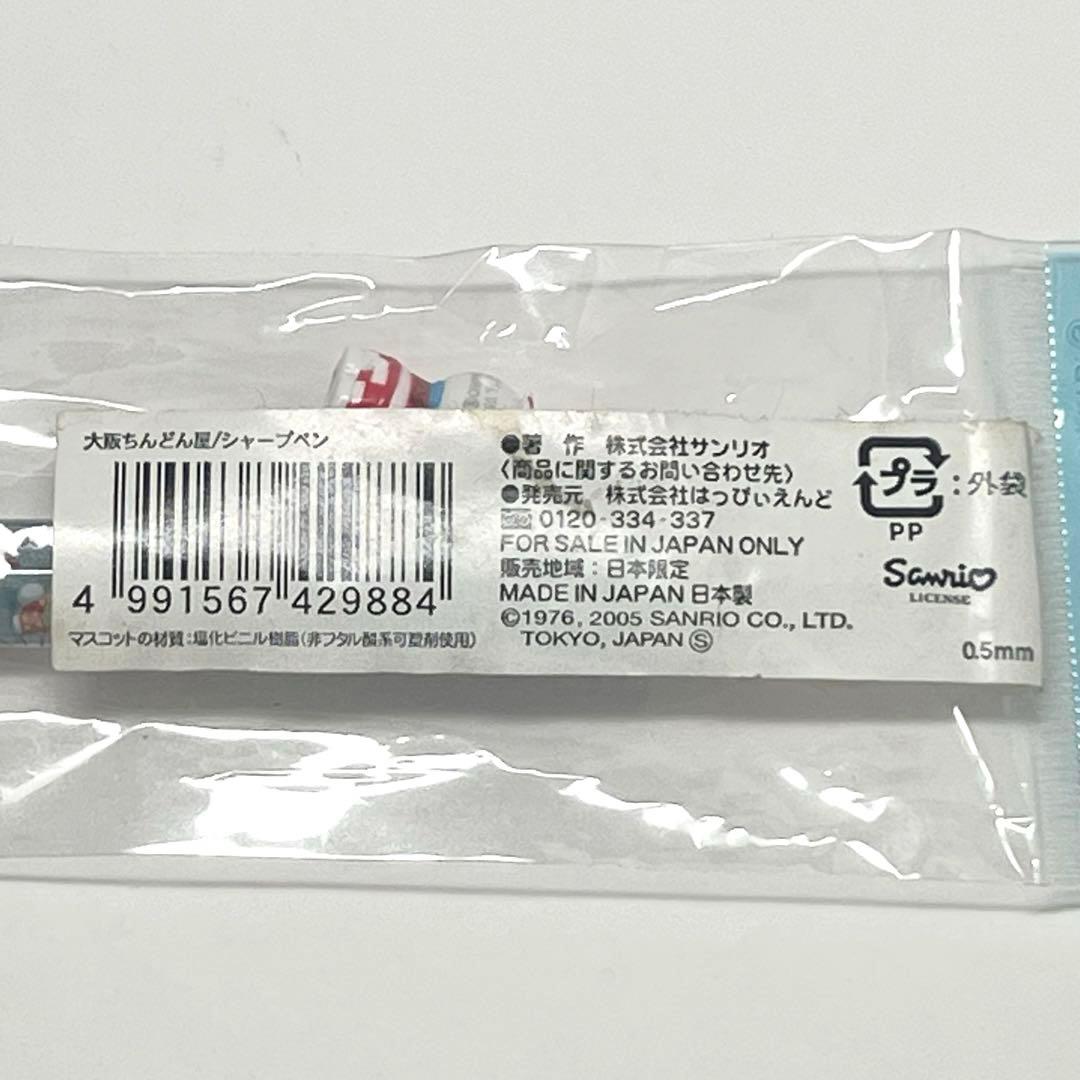 大阪ちんどん屋/シャープペン
4 991567 429884
マスコットの材質:塩化ビニル樹脂(非フタル酸系可塑剤使用)
●著 作 株式会社サンリオ
〈商品に関するお問い合わせ先〉
●発売元 株式会社はっぴぃえんど
0120-334-337
FOR SALE IN JAPAN ONLY
販売地域:日本限定
MADE IN JAPAN 日本製
©1976, 2005 SANRIO CO., LTD.
TOKYO, JAPAN Ⓢ
プラ :外袋
PP
Sanrio
LICENSE
0.5mm